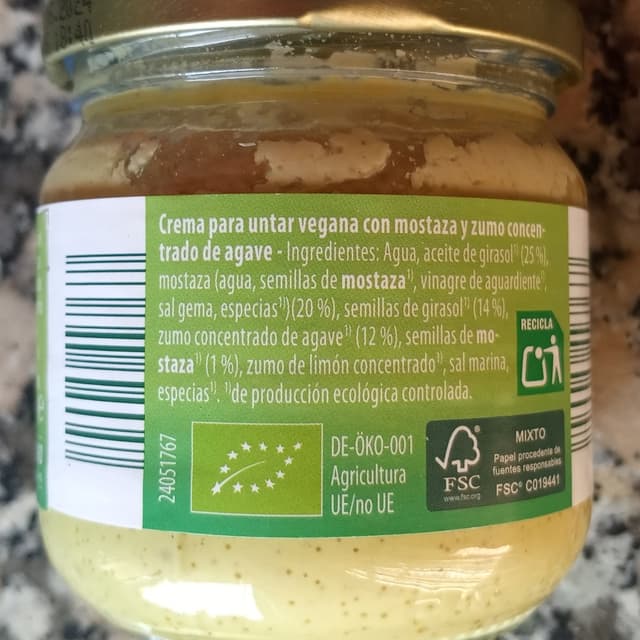 Crema para untar vegana con mostaza y zumo concen-
trado de agave - Ingredientes: Agua, aceite de girasol¹⁾ (25 %),
mostaza (agua, semillas de mostaza¹⁾, vinagre de aguardiente¹⁾,
sal gema, especias¹⁾)(20 %), semillas de girasol¹⁾ (14 %),
zumo concentrado de agave¹⁾ (12 %), semillas de mo-
staza¹⁾ (1 %), zumo de limón concentrado¹⁾, sal marina,
especias¹⁾. ¹⁾de producción ecológica controlada.
RECICLA
24051767
DE-ÖKO-001
Agricultura
UE/no UE
FSC
www.fsc.org
MIXTO
Papel procedente de
fuentes responsables
FSC® C019441